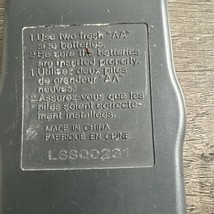 1.Use two fresh "AA"
size batteries.
2.Be sure the batteries
are inserted properly.
1.Utilisez deux piles
de grandeur "AA"
neuves.
2.Assurez vous que les
piles soient correcte-
ment installées.
MADE IN CHINA
FABRIQUÉ EN CHINE
LSSQ0231